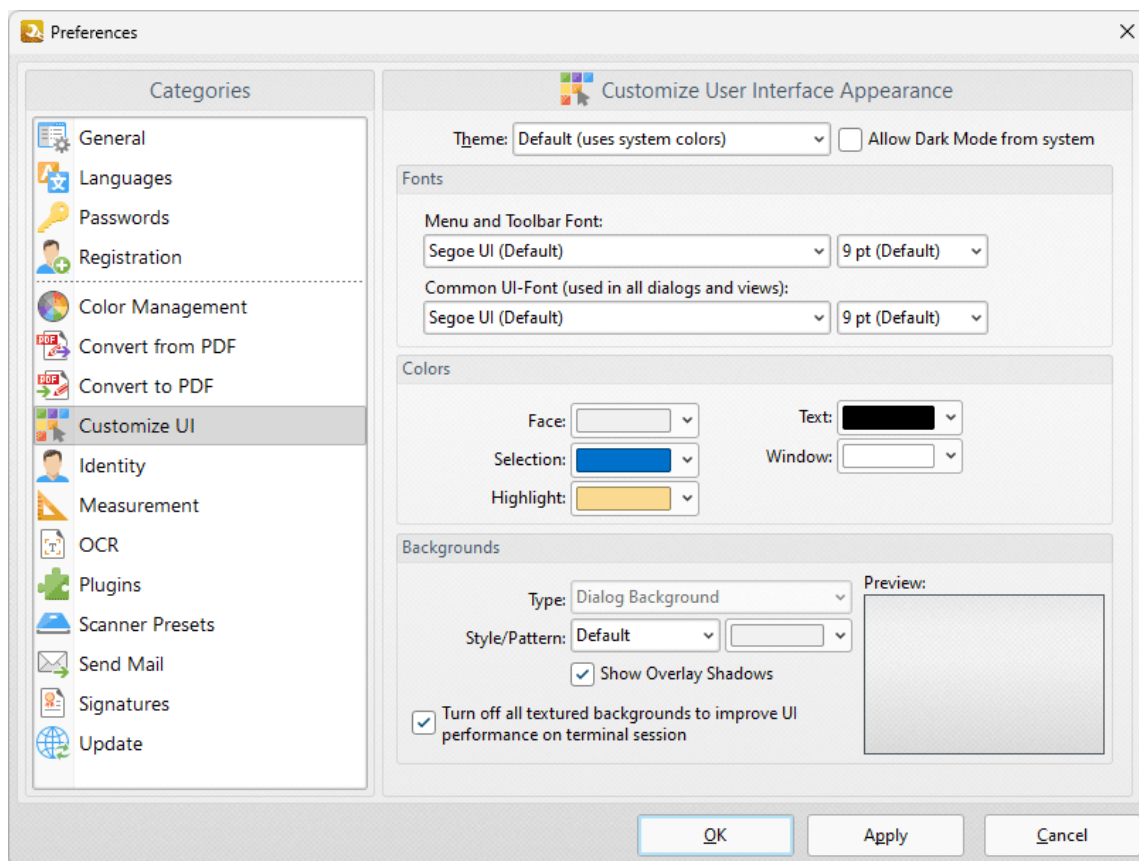 Preferences
Categories
General
Languages
Passwords
Registration
Color Management
Convert from PDF
Convert to PDF
Customize UI
Identity
Measurement
OCR
Plugins
Scanner Presets
Send Mail
Signatures
Update
Customize User Interface Appearance
Theme: Default (uses system colors) Allow Dark Mode from system
Fonts
Menu and Toolbar Font:
Segoe UI (Default) 9 pt (Default)
Common UI-Font (used in all dialogs and views):
Segoe UI (Default) 9 pt (Default)
Colors
Face: Text:
Selection: Window:
Highlight:
Backgrounds
Type: Dialog Background
Style/Pattern: Default
Show Overlay Shadows
Turn off all textured backgrounds to improve UI
performance on terminal session
Preview:
OK Apply Cancel